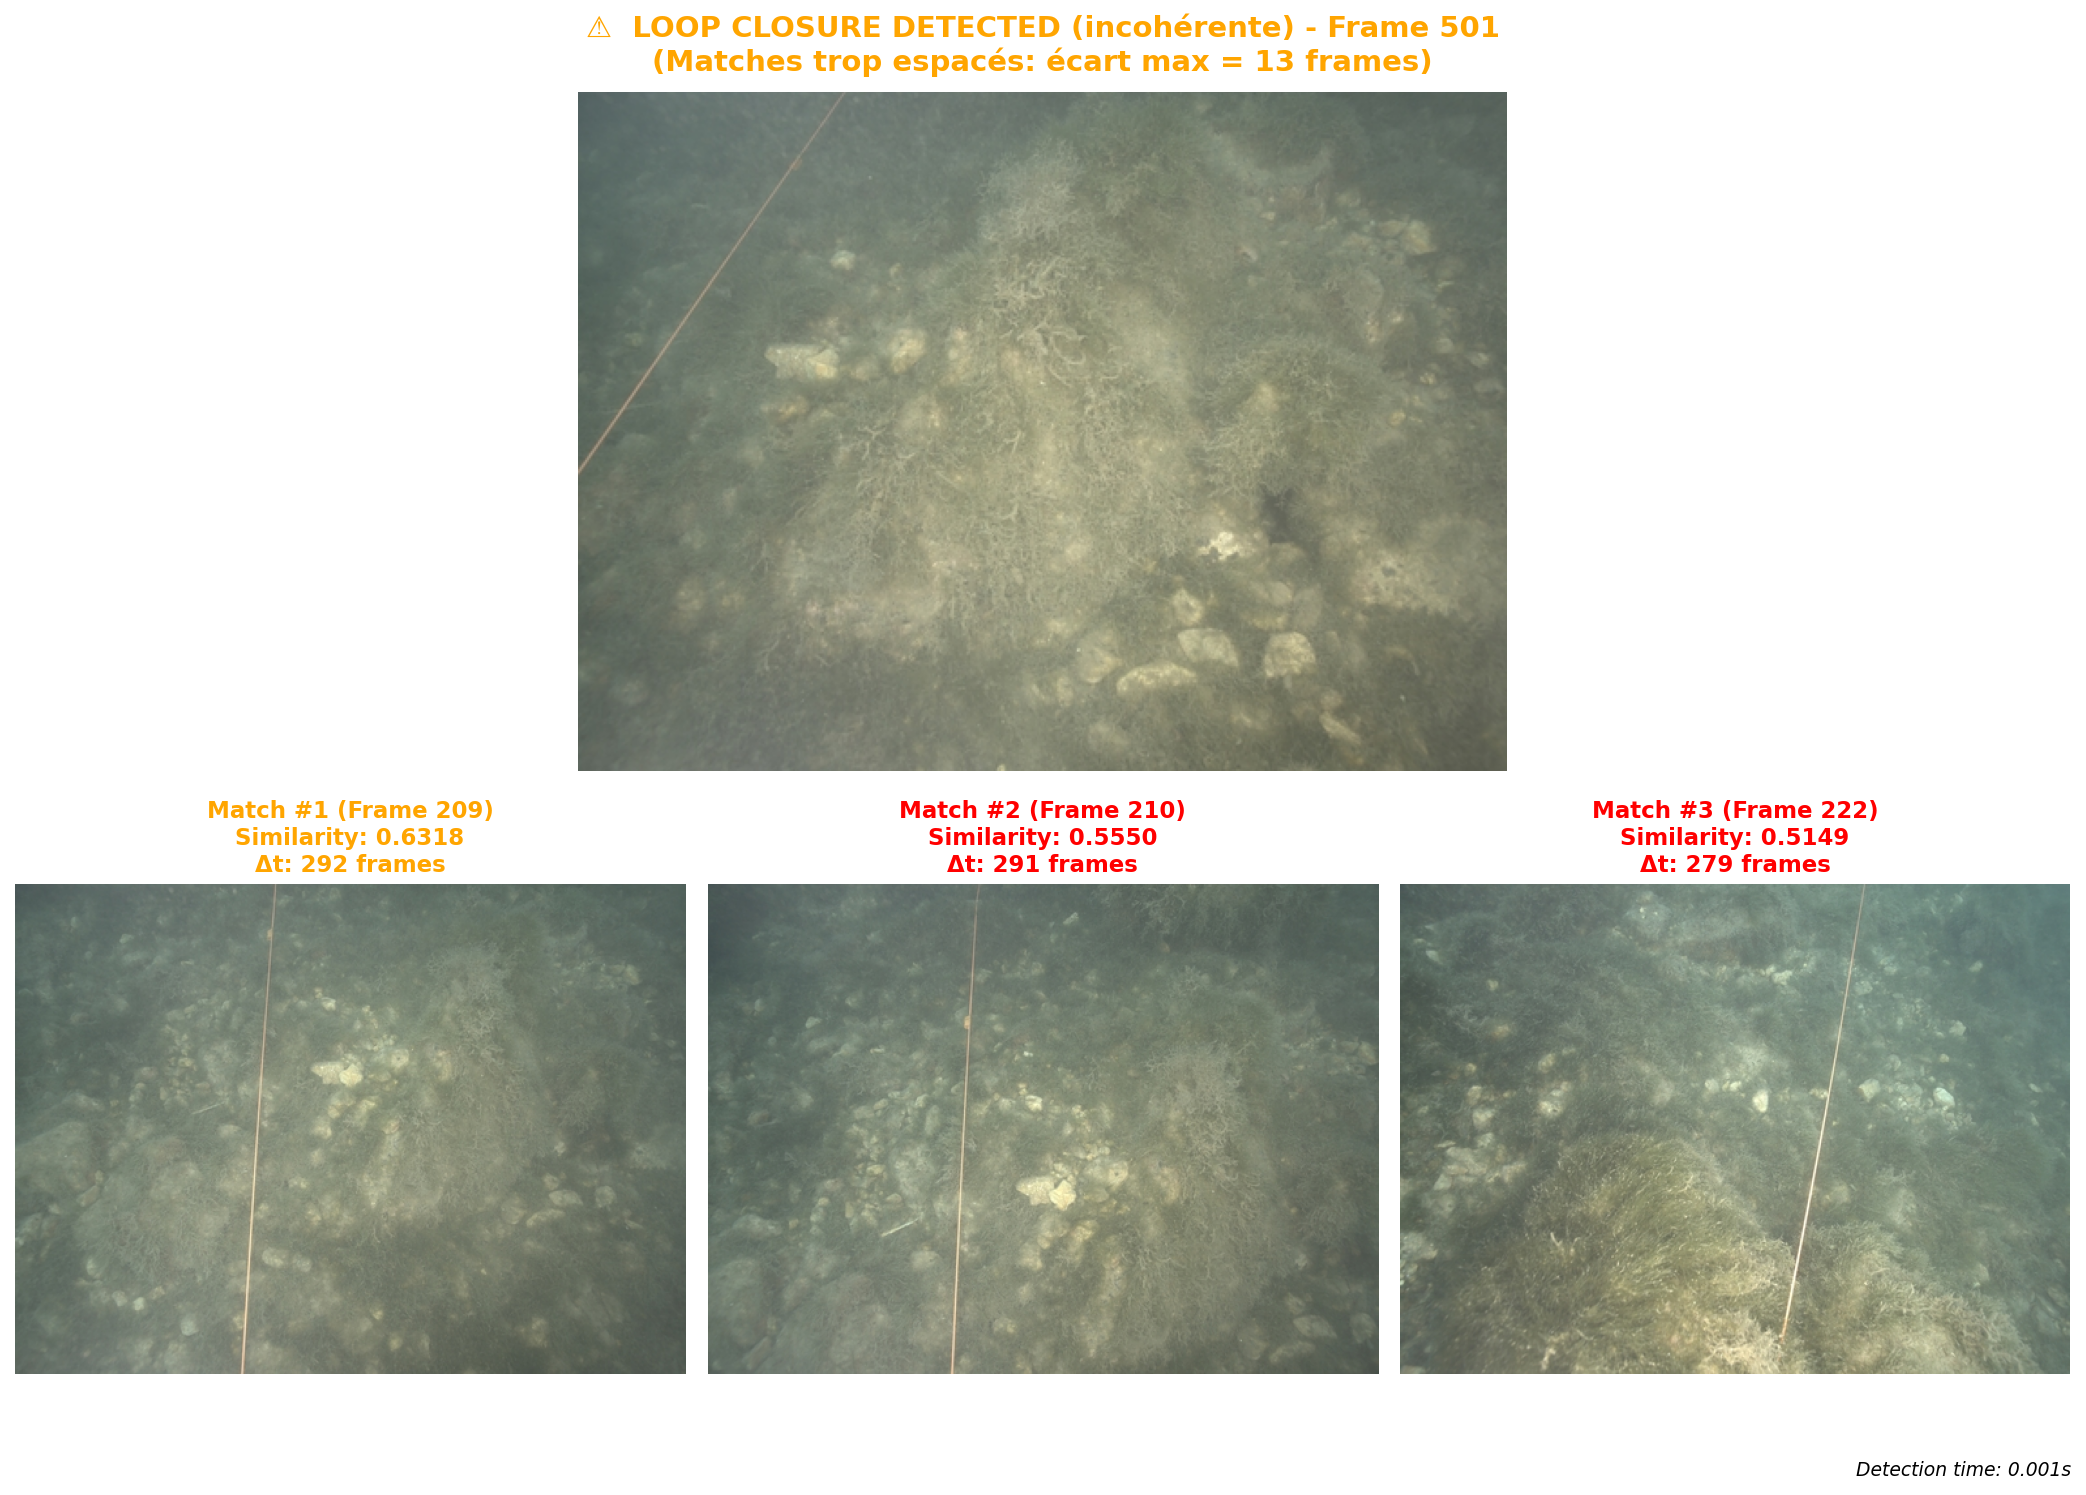 ⚠ LOOP CLOSURE DETECTED (incohérente) - Frame 501
(Matches trop espacés: écart max = 13 frames)
Match #1 (Frame 209)
Similarity: 0.6318
Δt: 292 frames
Match #2 (Frame 210)
Similarity: 0.5550
Δt: 291 frames
Match #3 (Frame 222)
Similarity: 0.5149
Δt: 279 frames
Detection time: 0.001s